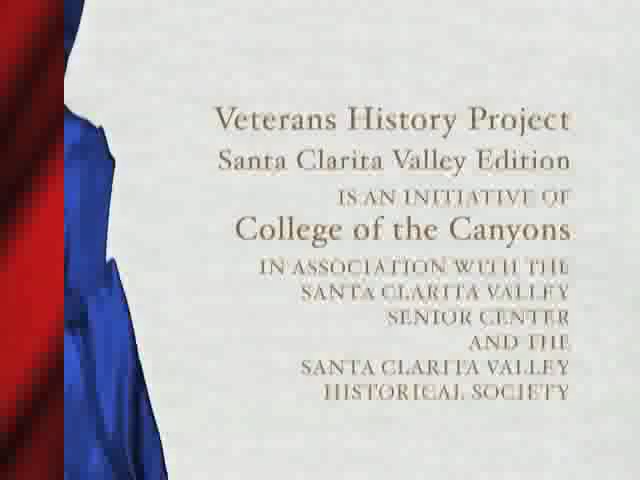 Veterans History Project
Santa Clarita Valley Edition
IS AN INITIATIVE OF
College of the Canyons
IN ASSOCIATION WITH THE
SANTA CLARITA VALLEY
SENIOR CENTER
AND THE
SANTA CLARITA VALLEY
HISTORICAL SOCIETY